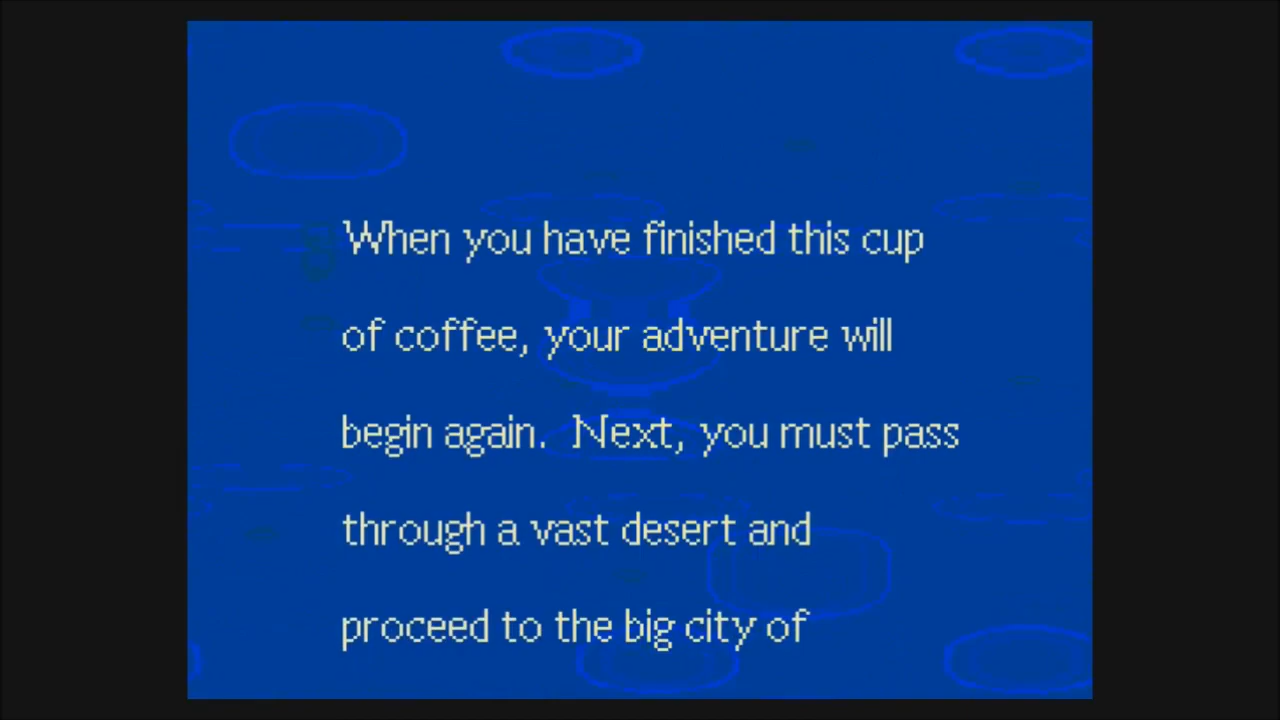 When you have finished this cup
of coffee, your adventure will
begin again.  Next, you must pass
through a vast desert and
proceed to the big city of